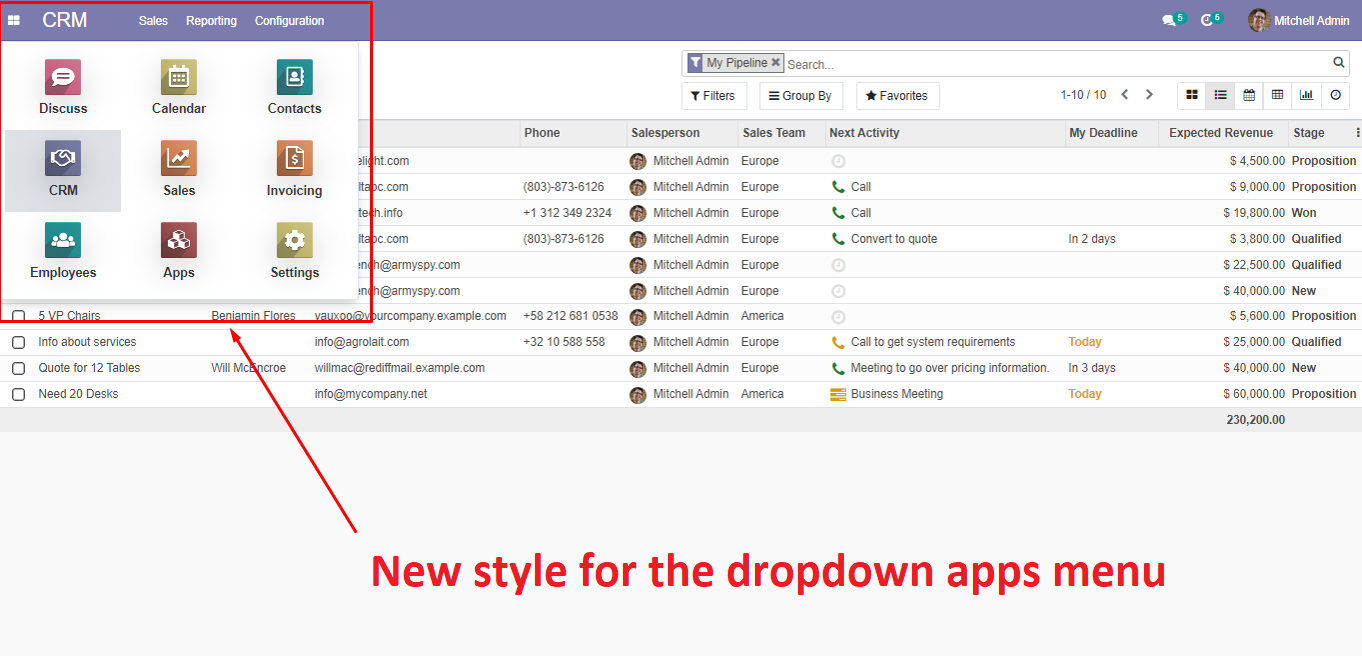 CRM Sales Reporting Configuration 5 5 Mitchell Admin
My Pipeline Search...
Discuss Calendar Contacts
Filters Group By Favorites 1-10 / 10
CRM Sales Invoicing
Employees Apps Settings
Phone Salesperson Sales Team Next Activity My Deadline Expected Revenue Stage
elight.com Mitchell Admin Europe $ 4,500.00 Proposition
ltabc.com (803)-873-6126 Mitchell Admin Europe Call $ 9,000.00 Proposition
tech.info +1 312 349 2324 Mitchell Admin Europe Call $ 19,800.00 Won
ltabc.com (803)-873-6126 Mitchell Admin Europe Convert to quote In 2 days $ 3,800.00 Qualified
ench@armyspy.com Mitchell Admin Europe $ 22,500.00 Qualified
ench@armyspy.com Mitchell Admin Europe $ 40,000.00 New
5 VP Chairs Benjamin Flores vauxoo@yourcompany.example.com +58 212 681 0538 Mitchell Admin America $ 5,600.00 Proposition
Info about services info@agrolait.com +32 10 588 558 Mitchell Admin Europe Call to get system requirements Today $ 25,000.00 Qualified
Quote for 12 Tables Will McEncroe willmac@rediffmail.example.com Mitchell Admin Europe Meeting to go over pricing information. In 3 days $ 40,000.00 New
Need 20 Desks info@mycompany.net Mitchell Admin America Business Meeting Today $ 60,000.00 Proposition
230,200.00
New style for the dropdown apps menu